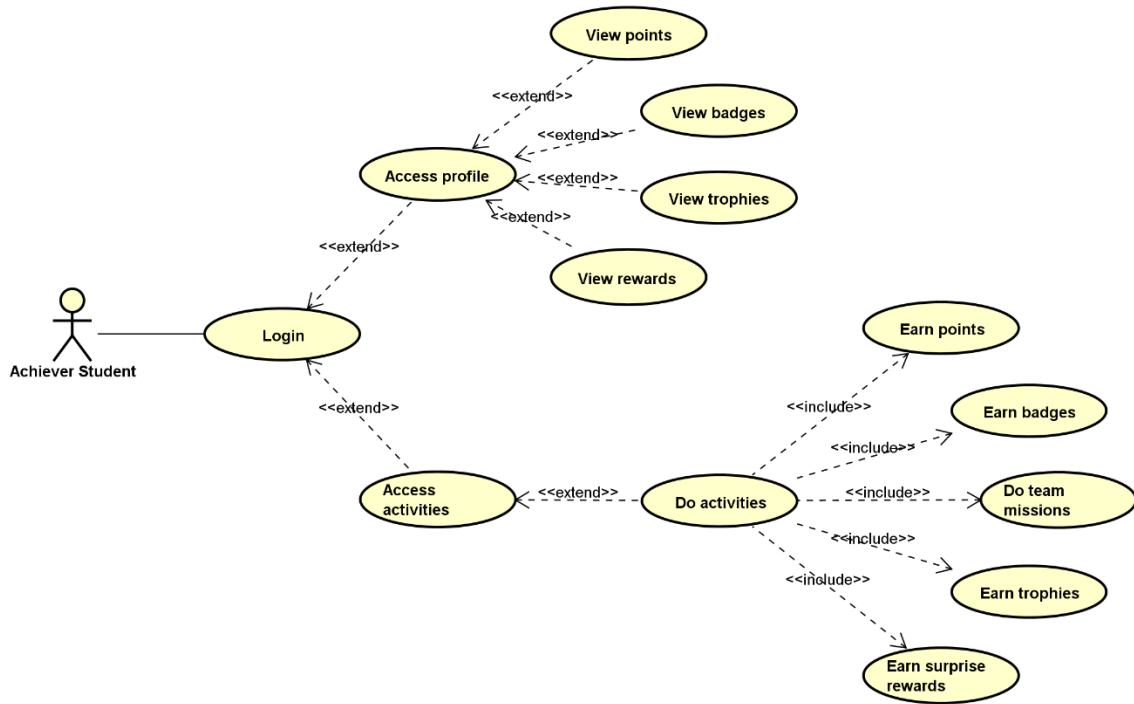 View points
<<extend>>
View badges
<<extend>>
Access profile
<<extend>>
View trophies
<<extend>>
<<extend>>
View rewards
Login
Achiever Student
<<extend>>
Access
activities
<<extend>>
Do activities
Earn points
<<include>>
Earn badges
<<include>>
<<include>>
Do team
missions
<<include>>
Earn trophies
<<include>>
Earn surprise
rewards